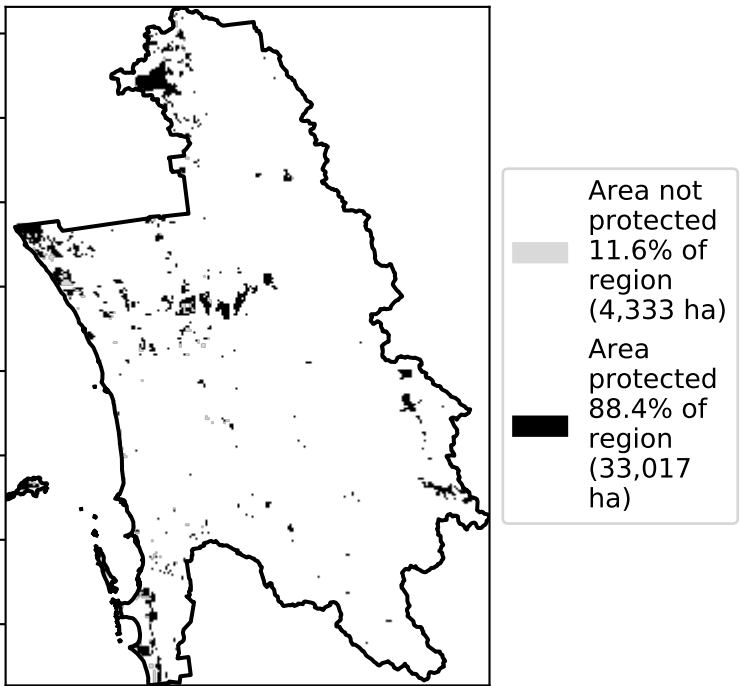 Area not
protected
11.6% of
region
(4,333 ha)
Area
protected
88.4% of
region
(33,017
ha)